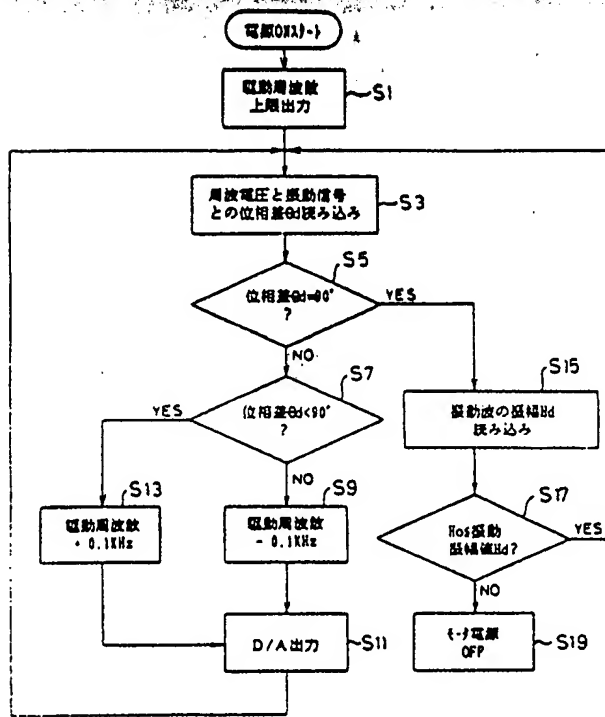 電源ONスタート
駆動周波数
上限出力
S1
周波電圧と振動信号
との位相差θd読み込み
S3
S5
位相差θd=90°
?
YES
NO
S7
位相差θd<90°
?
YES
NO
S15
振動波の振幅Hd
読み込み
S13
駆動周波数
+ 0.1KHz
S9
駆動周波数
- 0.1KHz
S17
Ho≤振動
振幅値Hd?
YES
NO
D/A出力
S11
モータ電源
OFF
S19